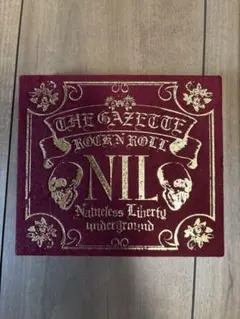 THE GAZETTE
ROCK'N ROLL
NIL
Nameless Liberty
underground